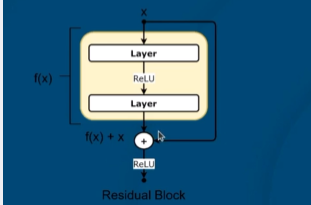 x
Layer
f(x)
ReLU
Layer
f(x) + x
+
ReLU
Residual Block